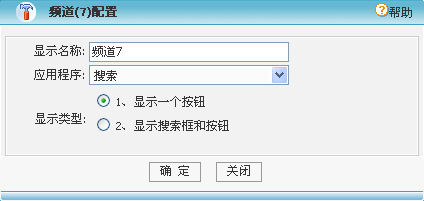 频道(7)配置 帮助
显示名称: 频道7
应用程序: 搜索
显示类型:
1、显示一个按钮
2、显示搜索框和按钮
确 定 关闭